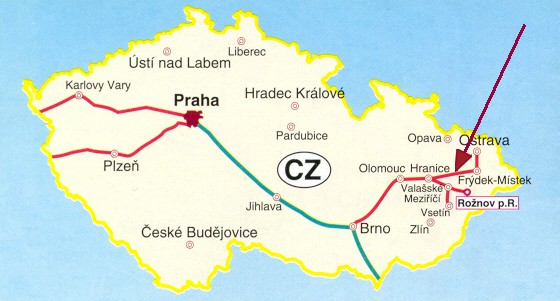 Liberec
Ústí nad Labem
Karlovy Vary
Praha
Hradec Králové
Pardubice
Opava
Ostrava
Plzeň
CZ
Olomouc
Hranice
Frýdek-Místek
Valašské
Meziříčí
Rožnov p.R.
Jihlava
Vsetín
Zlín
Brno
České Budějovice